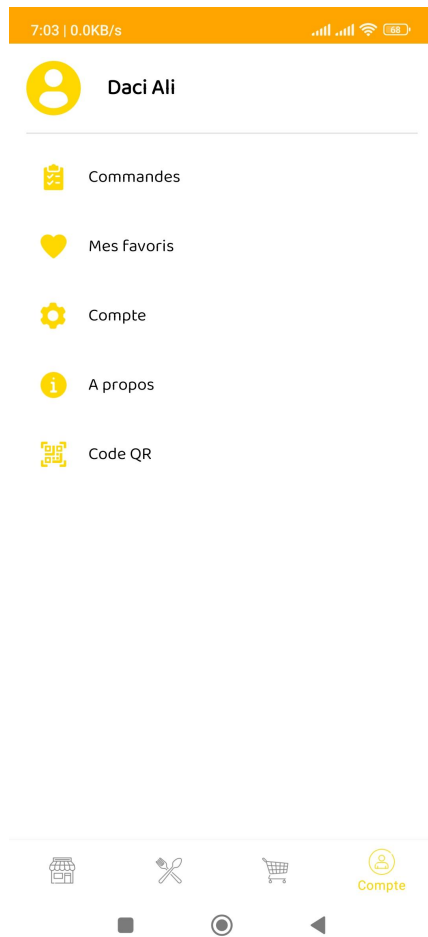 7:03 | 0.0KB/s
68
Daci Ali
Commandes
Mes favoris
Compte
A propos
Code QR
Compte